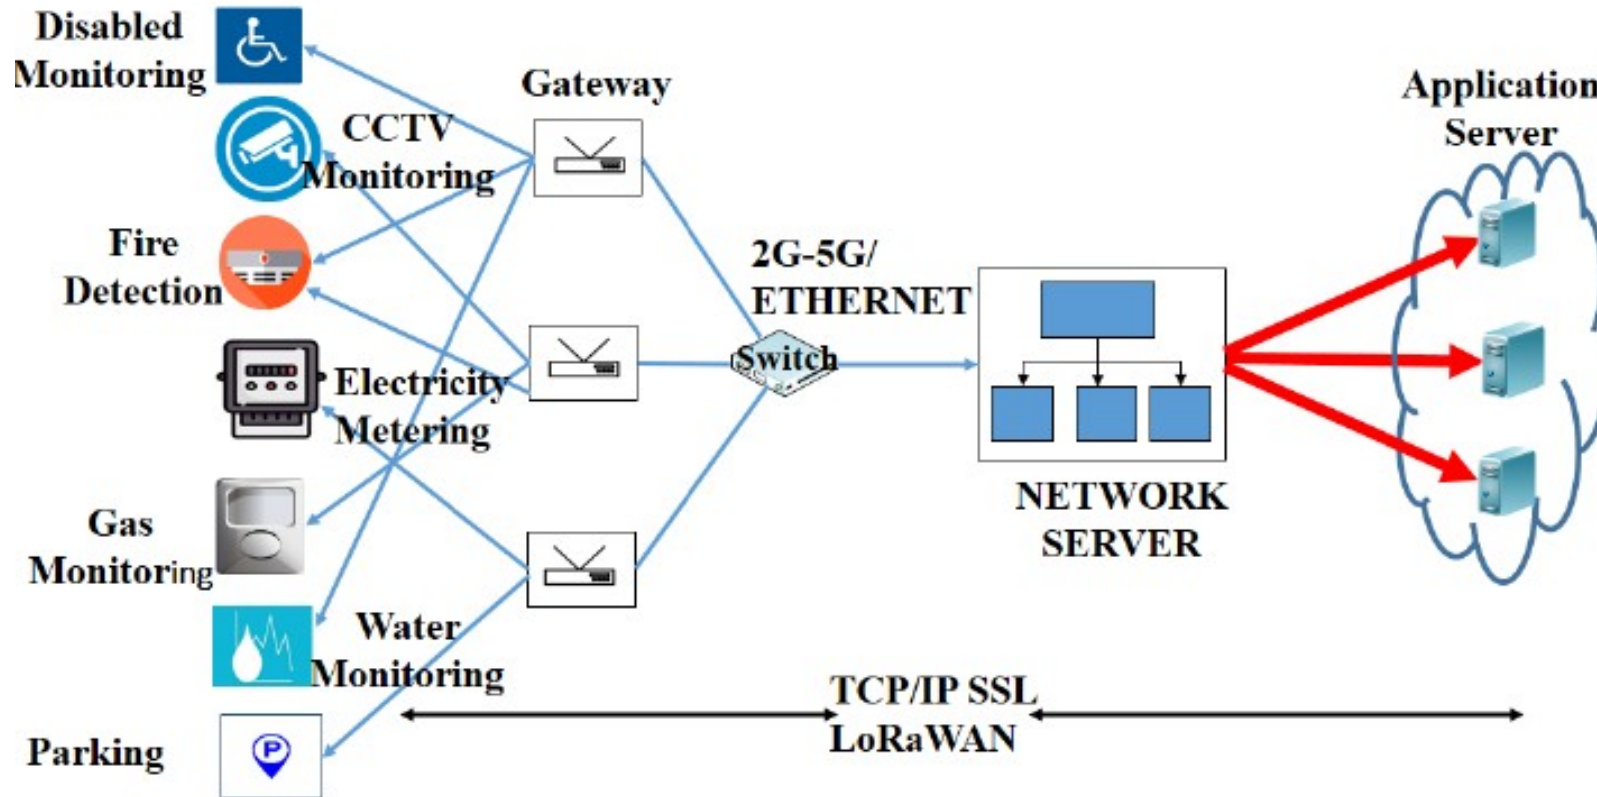 Disabled
Monitoring
CCTV
Monitoring
Fire
Detection
Electricity
Metering
Gas
Monitoring
Water
Monitoring
Parking
P
Gateway
2G-5G/
ETHERNET
Switch
NETWORK
SERVER
Application
Server
TCP/IP SSL
LoRaWAN